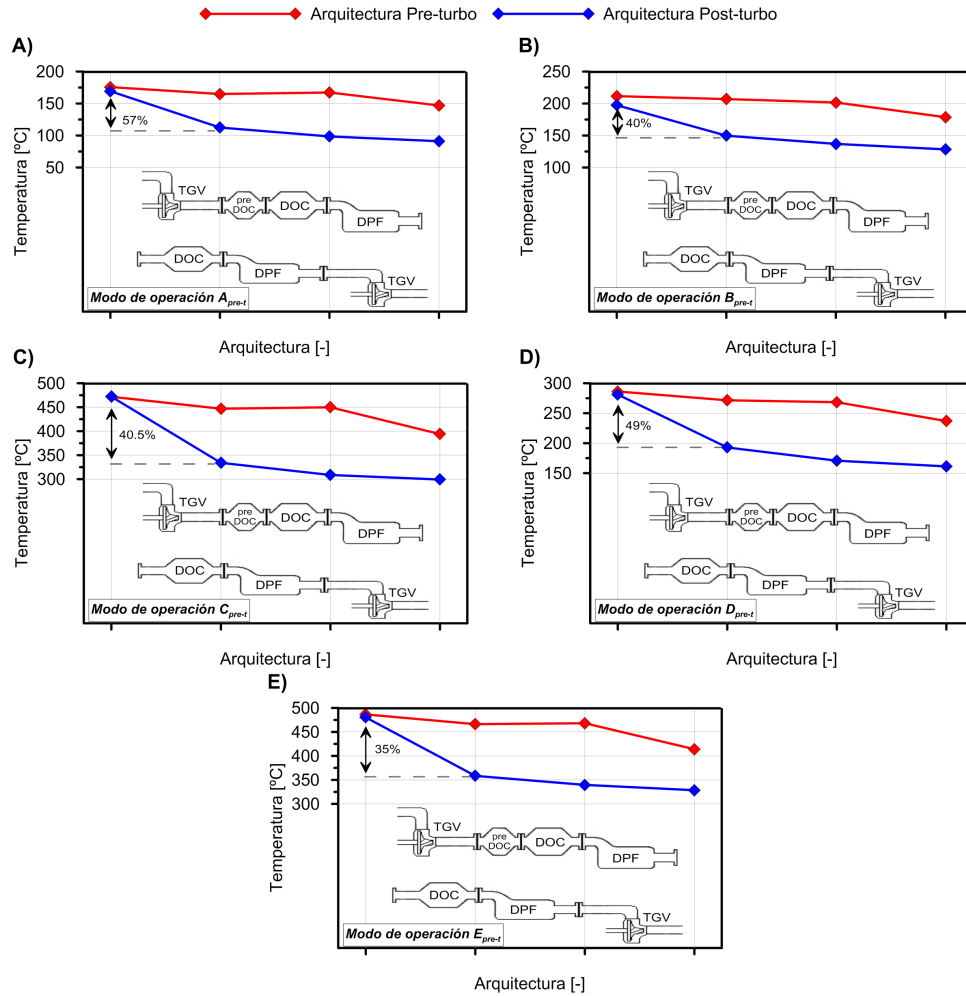 Arquitectura Pre-turbo
Arquitectura Post-turbo
A)
Temperatura [ºC]
200
150
100
50
57%
TGV
pre
DOC
DOC
DPF
DOC
DPF
TGV
Modo de operación A_pre-t
Arquitectura [-]
B)
Temperatura [ºC]
250
200
150
100
40%
TGV
pre
DOC
DOC
DPF
DOC
DPF
TGV
Modo de operación B_pre-t
Arquitectura [-]
C)
Temperatura [ºC]
500
450
400
350
300
40.5%
TGV
pre
DOC
DOC
DPF
DOC
DPF
TGV
Modo de operación C_pre-t
Arquitectura [-]
D)
Temperatura [ºC]
300
250
200
150
49%
TGV
pre
DOC
DOC
DPF
DOC
DPF
TGV
Modo de operación D_pre-t
Arquitectura [-]
E)
Temperatura [ºC]
500
450
400
350
300
35%
TGV
pre
DOC
DOC
DPF
DOC
DPF
TGV
Modo de operación E_pre-t
Arquitectura [-]